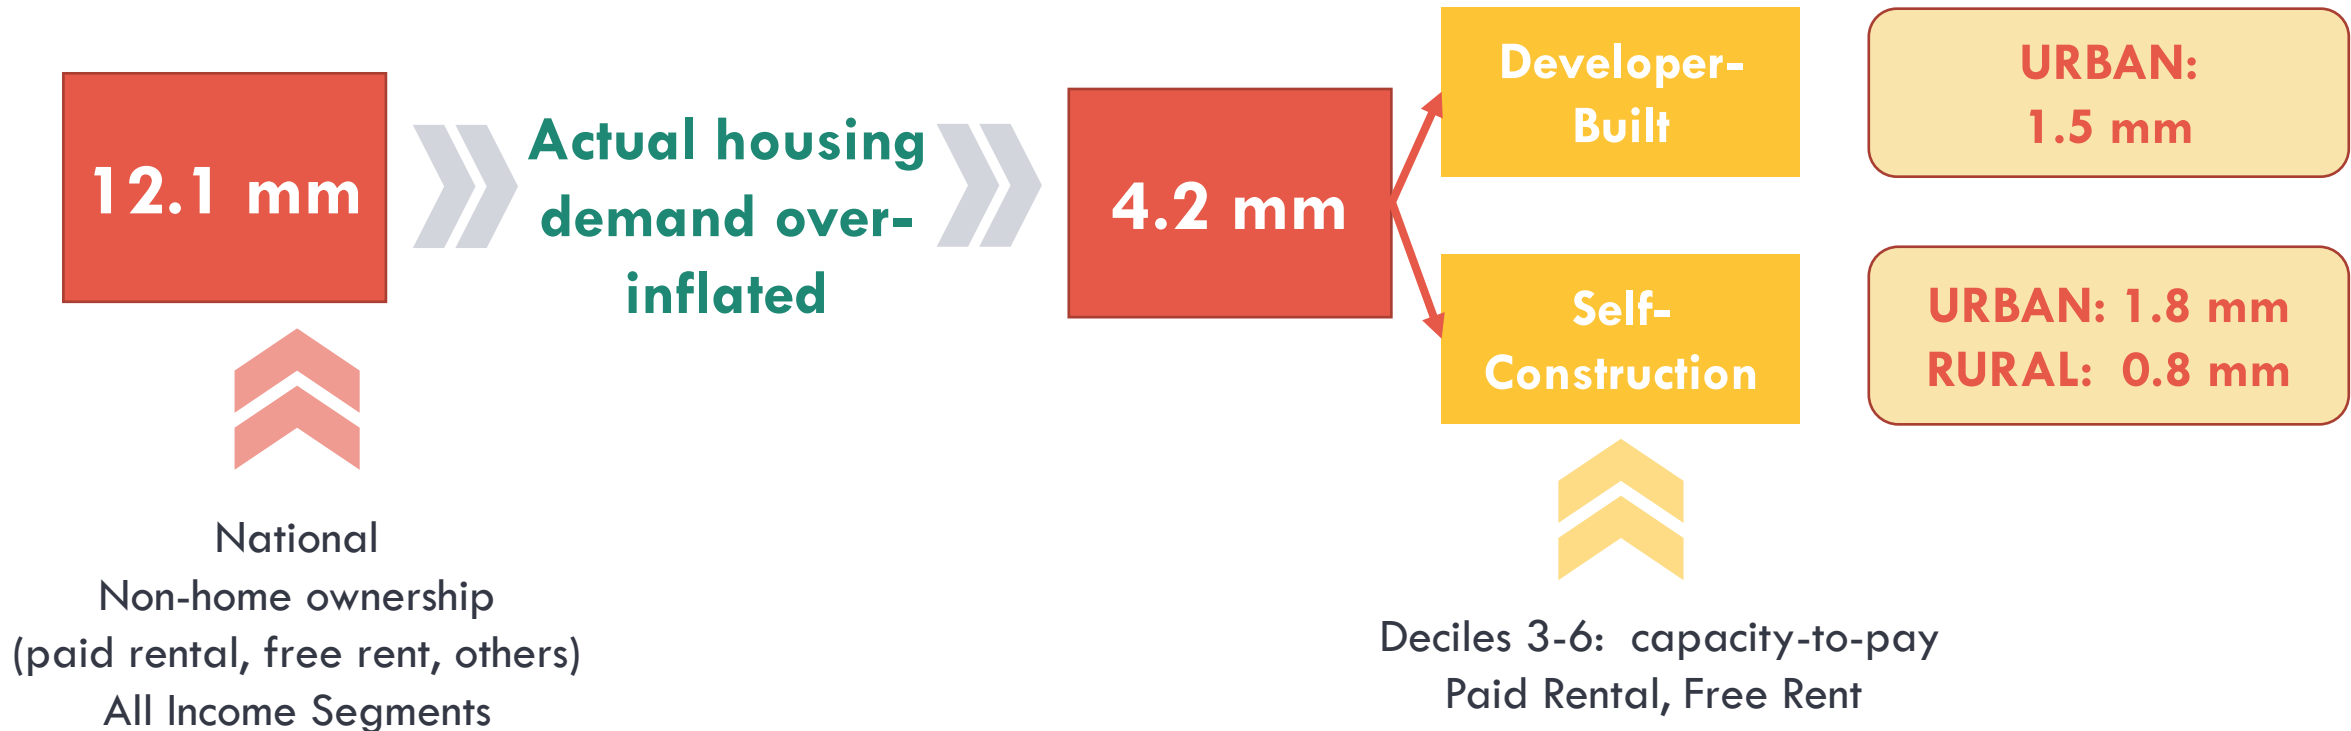 12.1 mm
Actual housing
demand over-
inflated
4.2 mm
Developer-
Built
URBAN:
1.5 mm
Self-
Construction
URBAN: 1.8 mm
RURAL: 0.8 mm
National
Non-home ownership
(paid rental, free rent, others)
All Income Segments
Deciles 3-6: capacity-to-pay
Paid Rental, Free Rent